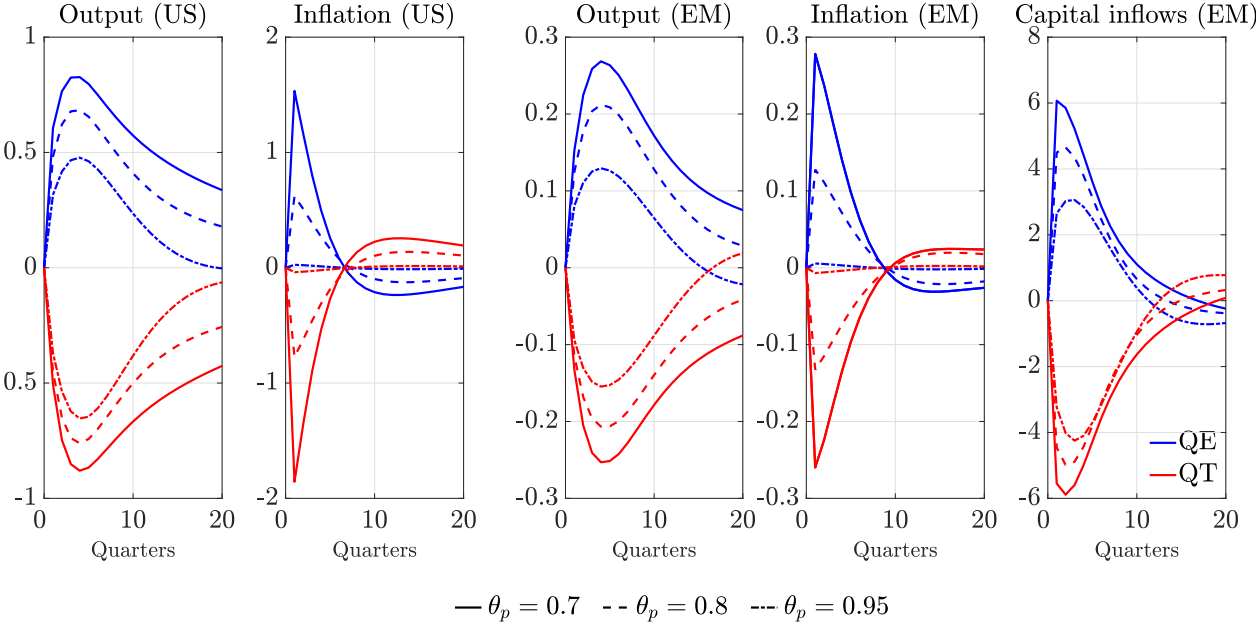 Output (US) Inflation (US) Output (EM) Inflation (EM) Capital inflows (EM)
1 2 0.3 0.3 8
6
0.2 0.2
0.5 1 4
0.1 0.1
2
0 0 0 0
0
-0.1 -0.1
-2
0.5 -1
-0.2 -0.2 -4
QE
QT
-1 -2 -0.3 -0.3 -6
0 10 20 0 10 20 0 10 20 0 10 20 0 10 20
Quarters Quarters Quarters Quarters Quarters
θp = 0.7 θp = 0.8 θp = 0.95